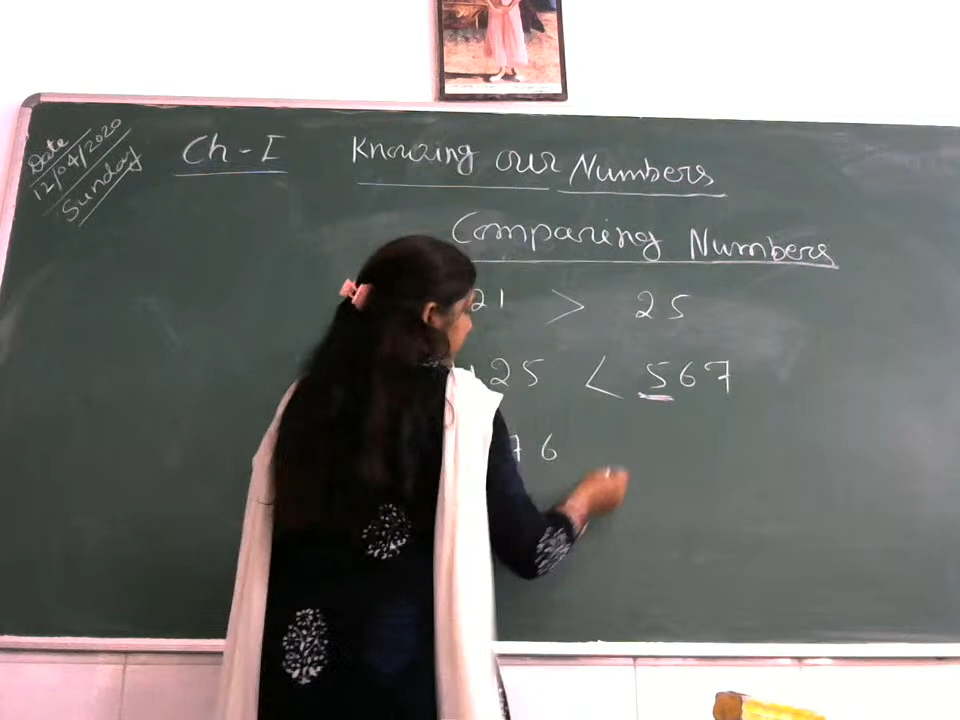 Date
12/04/2020
Sunday
Ch-I Knowing our Numbers
Comparing Numbers
21 > 25
25 < 567
76